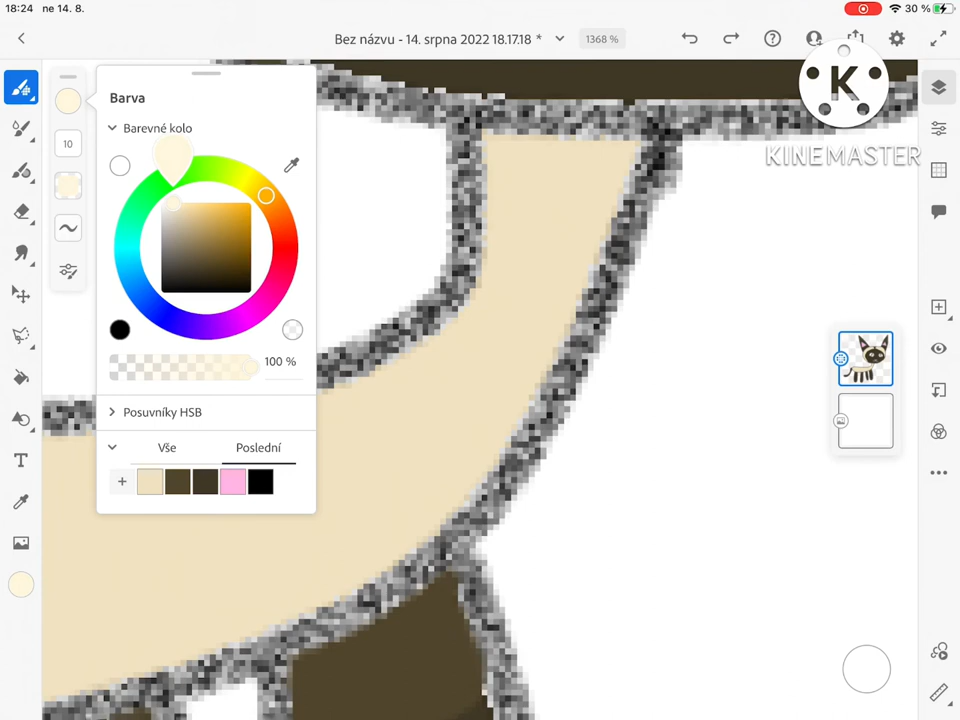 18:24 ne 14. 8.
30 %
Bez názvu - 14. srpna 2022 18.17.18 *
1368 %
K
KINEMASTER
Barva
Barevné kolo
10
100 %
Posuvníky HSB
Vše
Poslední
T